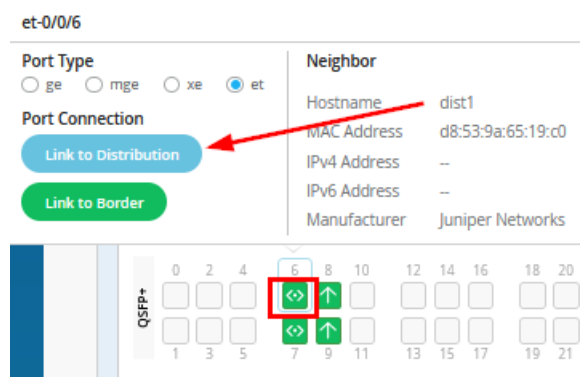 et-0/0/6
Port Type
ge mge xe et
Port Connection
Link to Distribution
Link to Border
Neighbor
Hostname dist1
MAC Address d8:53:9a:65:19:c0
IPv4 Address --
IPv6 Address --
Manufacturer Juniper Networks
QSFP+
0 2 4 6 8 10 12 14 16 18 20
1 3 5 7 9 11 13 15 17 19 21